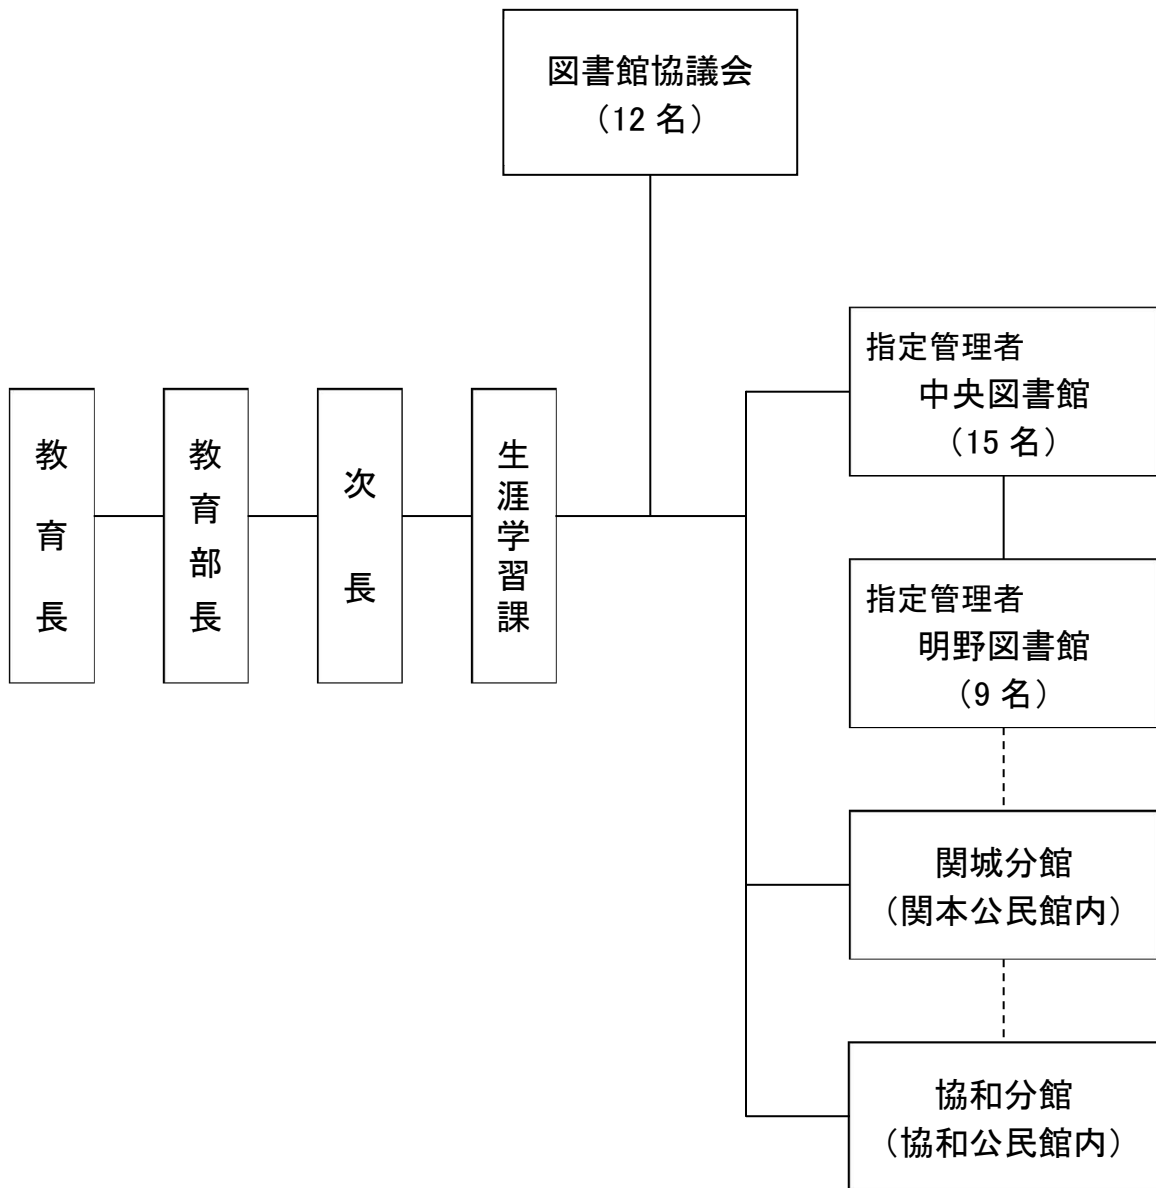 図書館協議会
（12 名）
教育長
教育部長
次長
生涯学習課
指定管理者
中央図書館
（15 名）
指定管理者
明野図書館
（9 名）
関城分館
（関本公民館内）
協和分館
（協和公民館内）